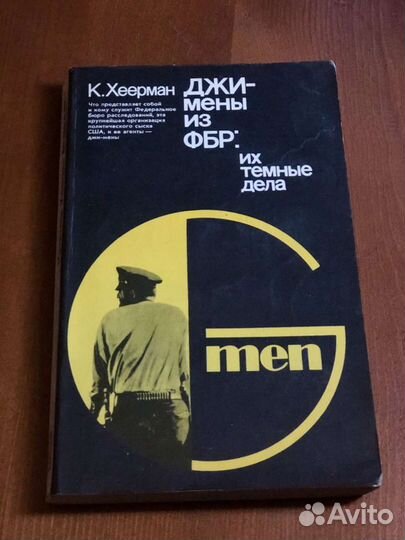 К. Хеерман
Что представляет собой
и кому служит Федеральное
бюро расследований, эта
крупнейшая организация
политического сыска
США, и ее агенты —
джи-мены
ДЖИ-
мены
из
ФБР:
их
темные
дела
G
men
Avito